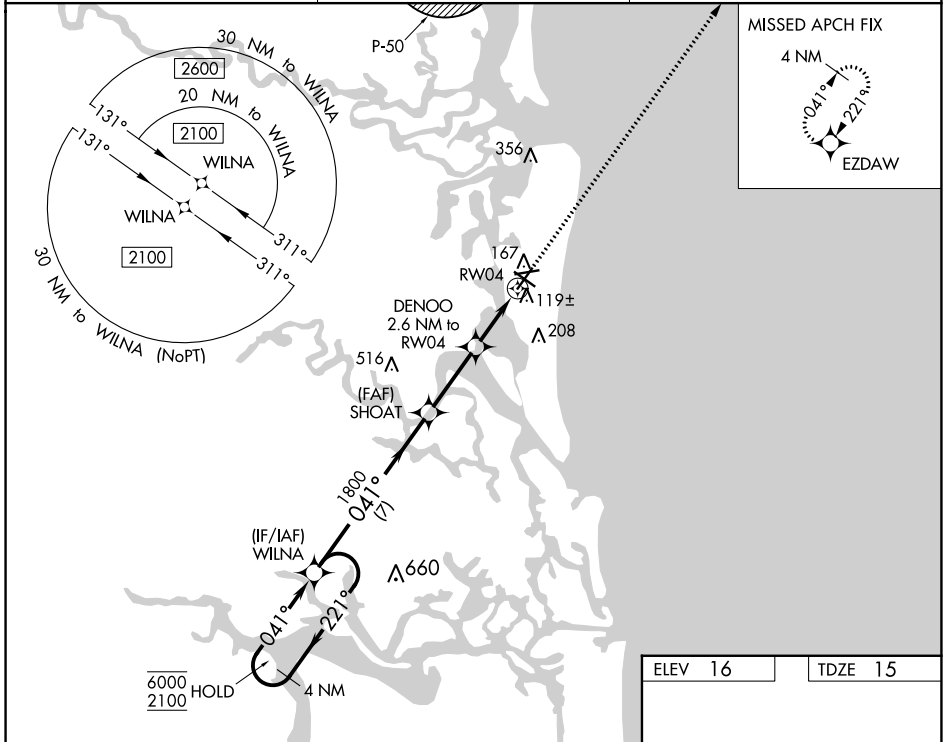 P-50
MISSED APCH FIX
4 NM
041°
221°
EZDAW
30 NM to WILNA
2600
20 NM to WILNA
2100
131°
WILNA
311°
131°
WILNA
2100
311°
30 NM to WILNA (NoPT)
356
167
RW04
119±
208
DENOO
2.6 NM to
RW04
516
(FAF)
SHOAT
1800
041°
(7)
(IF/IAF)
WILNA
660
041°
221°
6000
2100
HOLD
4 NM
ELEV 16
TDZE 15